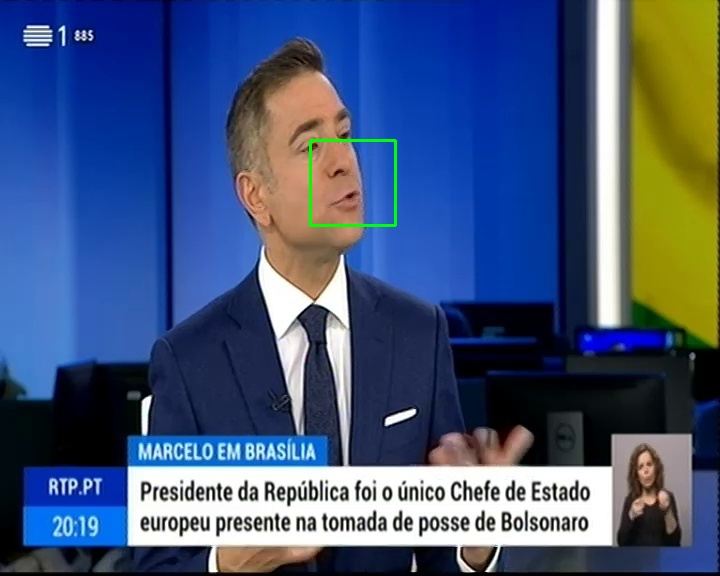 1 885
MARCELO EM BRASÍLIA
RTP.PT
20:19
Presidente da República foi o único Chefe de Estado
europeu presente na tomada de posse de Bolsonaro
DELL